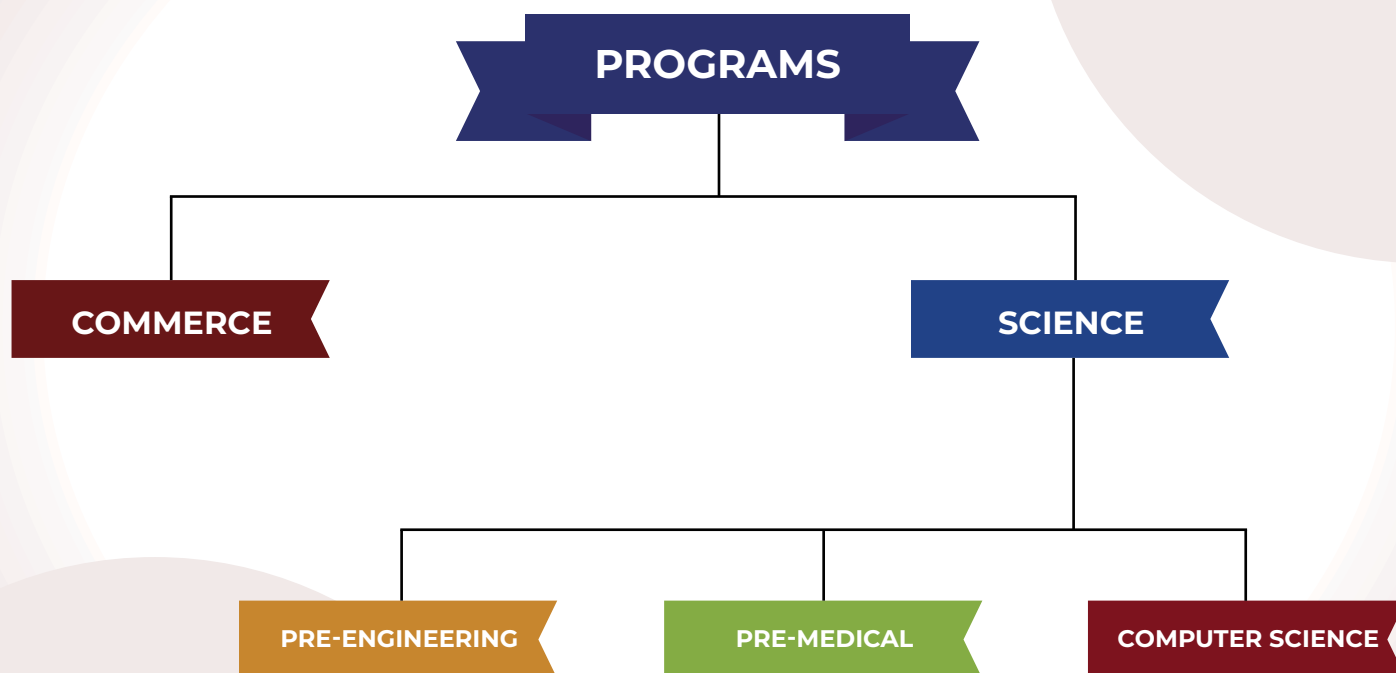 PROGRAMS
COMMERCE
SCIENCE
PRE-ENGINEERING
PRE-MEDICAL
COMPUTER SCIENCE